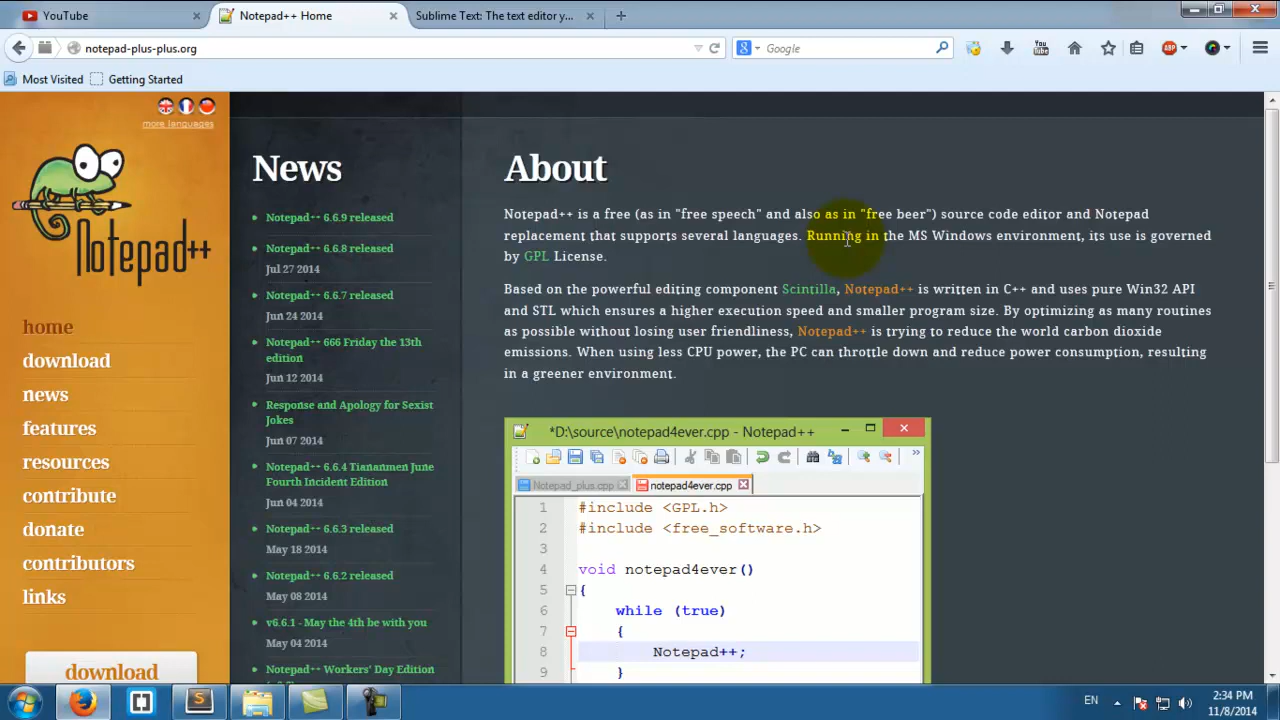 YouTube
Notepad++ Home
Sublime Text: The text editor y...
notepad-plus-plus.org
Google
ABP
Most Visited
Getting Started
more languages
Notepad++
home
download
news
features
resources
contribute
donate
contributors
links
download
News
Notepad++ 6.6.9 released
Notepad++ 6.6.8 released
Jul 27 2014
Notepad++ 6.6.7 released
Jun 24 2014
Notepad++ 666 Friday the 13th
edition
Jun 12 2014
Response and Apology for Sexist
Jokes
Jun 07 2014
Notepad++ 6.6.4 Tiananmen June
Fourth Incident Edition
Jun 04 2014
Notepad++ 6.6.3 released
May 18 2014
Notepad++ 6.6.2 released
May 08 2014
v6.6.1 - May the 4th be with you
May 04 2014
Notepad++ Workers' Day Edition
About
Notepad++ is a free (as in "free speech" and also as in "free beer") source code editor and Notepad
replacement that supports several languages. Running in the MS Windows environment, its use is governed
by GPL License.
Based on the powerful editing component Scintilla, Notepad++ is written in C++ and uses pure Win32 API
and STL which ensures a higher execution speed and smaller program size. By optimizing as many routines
as possible without losing user friendliness, Notepad++ is trying to reduce the world carbon dioxide
emissions. When using less CPU power, the PC can throttle down and reduce power consumption, resulting
in a greener environment.
*D:\source\notepad4ever.cpp - Notepad++
Notepad_plus.cpp
notepad4ever.cpp
1 #include <GPL.h>
2 #include <free_software.h>
3
4 void notepad4ever()
5 {
6 while (true)
7 {
8 Notepad++;
9 }
EN
2:34 PM
11/8/2014